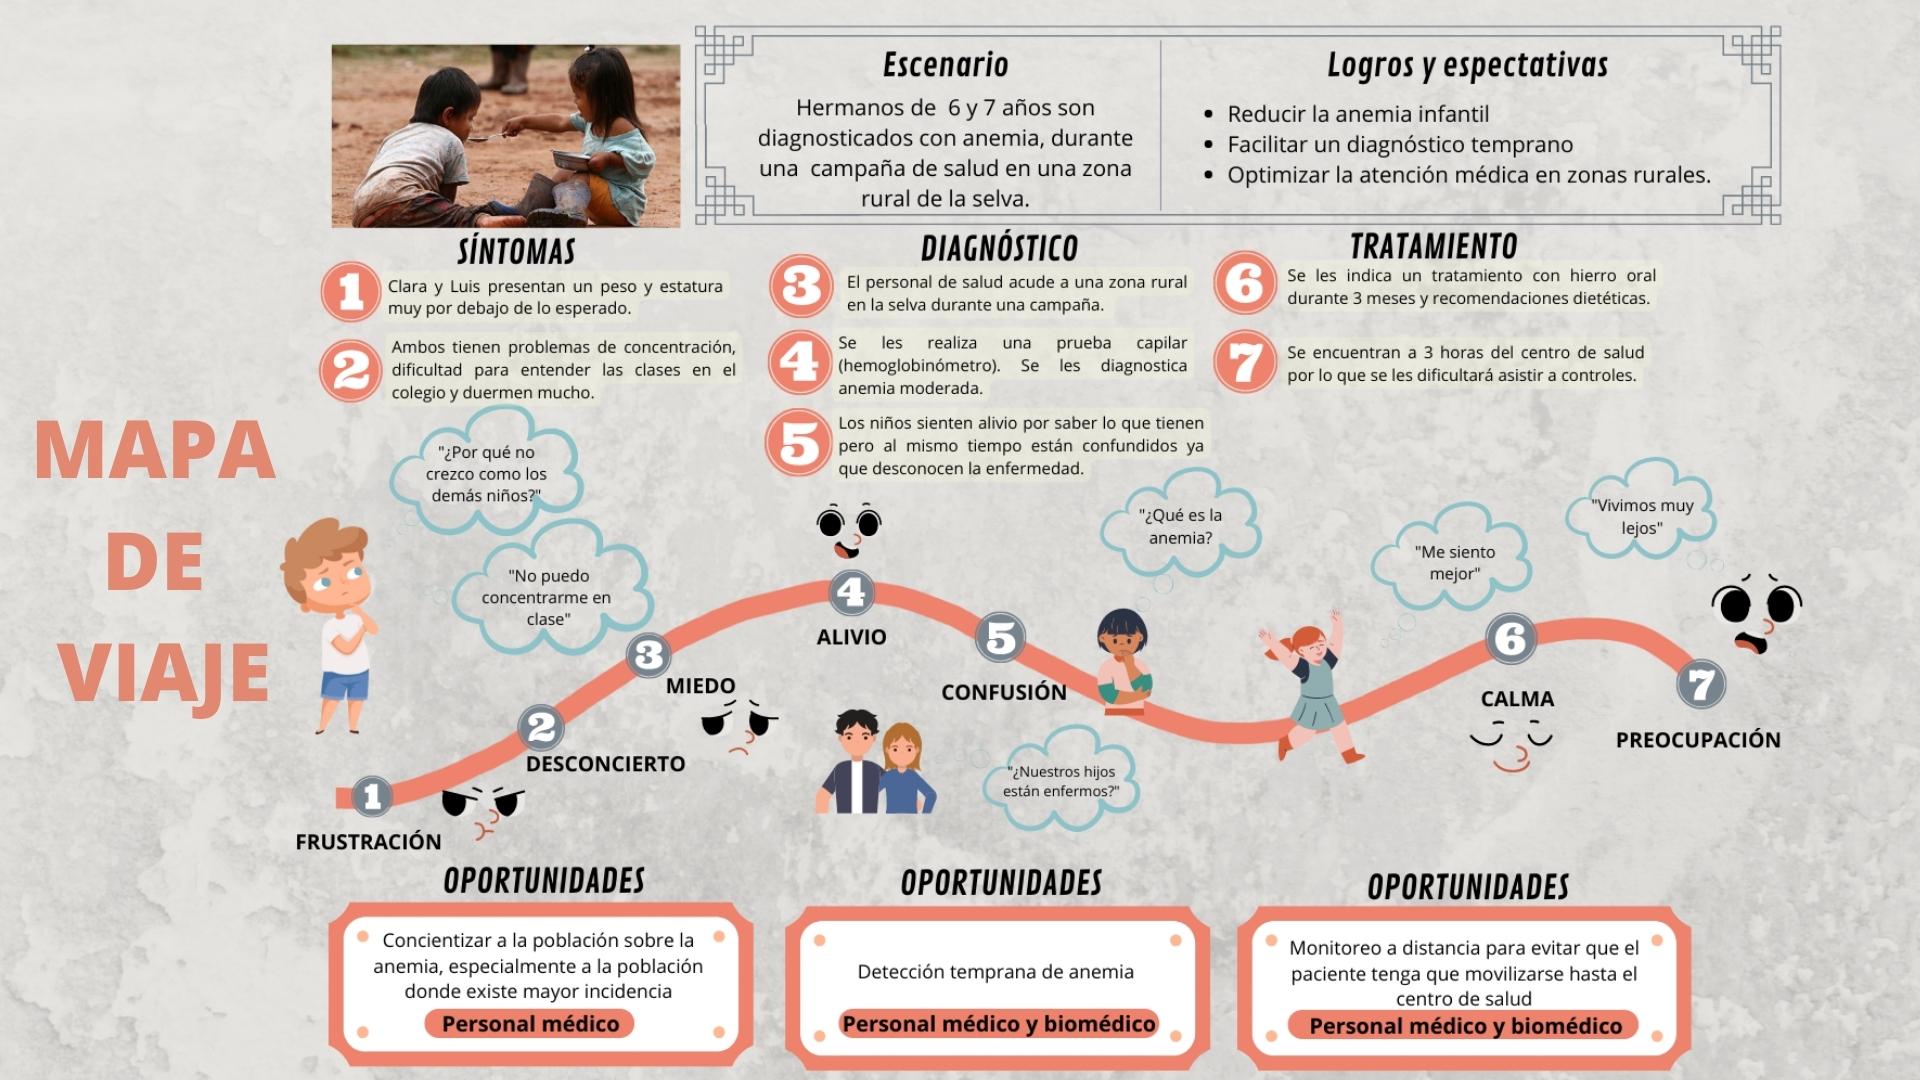 MAPA
DE
VIAJE
Escenario
Hermanos de 6 y 7 años son
diagnosticados con anemia, durante
una campaña de salud en una zona
rural de la selva.
Logros y espectativas
• Reducir la anemia infantil
• Facilitar un diagnóstico temprano
• Optimizar la atención médica en zonas rurales.
SÍNTOMAS
1
Clara y Luis presentan un peso y estatura
muy por debajo de lo esperado.
2
Ambos tienen problemas de concentración,
dificultad para entender las clases en el
colegio y duermen mucho.
DIAGNÓSTICO
3
El personal de salud acude a una zona rural
en la selva durante una campaña.
4
Se les realiza una prueba capilar
(hemoglobinómetro). Se les diagnostica
anemia moderada.
5
Los niños sienten alivio por saber lo que tienen
pero al mismo tiempo están confundidos ya
que desconocen la enfermedad.
TRATAMIENTO
6
Se les indica un tratamiento con hierro oral
durante 3 meses y recomendaciones dietéticas.
7
Se encuentran a 3 horas del centro de salud
por lo que se les dificultará asistir a controles.
"¿Por qué no
crezco como los
demás niños?"
"No puedo
concentrarme en
clase"
"¿Qué es la
anemia?
"Me siento
mejor"
"Vivimos muy
lejos"
"¿Nuestros hijos
están enfermos?"
1
FRUSTRACIÓN
2
DESCONCIERTO
3
MIEDO
4
ALIVIO
5
CONFUSIÓN
6
CALMA
7
PREOCUPACIÓN
OPORTUNIDADES
Concientizar a la población sobre la
anemia, especialmente a la población
donde existe mayor incidencia
Personal médico
OPORTUNIDADES
Detección temprana de anemia
Personal médico y biomédico
OPORTUNIDADES
Monitoreo a distancia para evitar que el
paciente tenga que movilizarse hasta el
centro de salud
Personal médico y biomédico